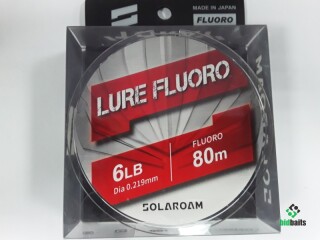 MADE IN JAPAN
FLUORO
LURE FLUORO
6LB
Dia 0.219mm
FLUORO
80m
SOLAROAM
bidbaits